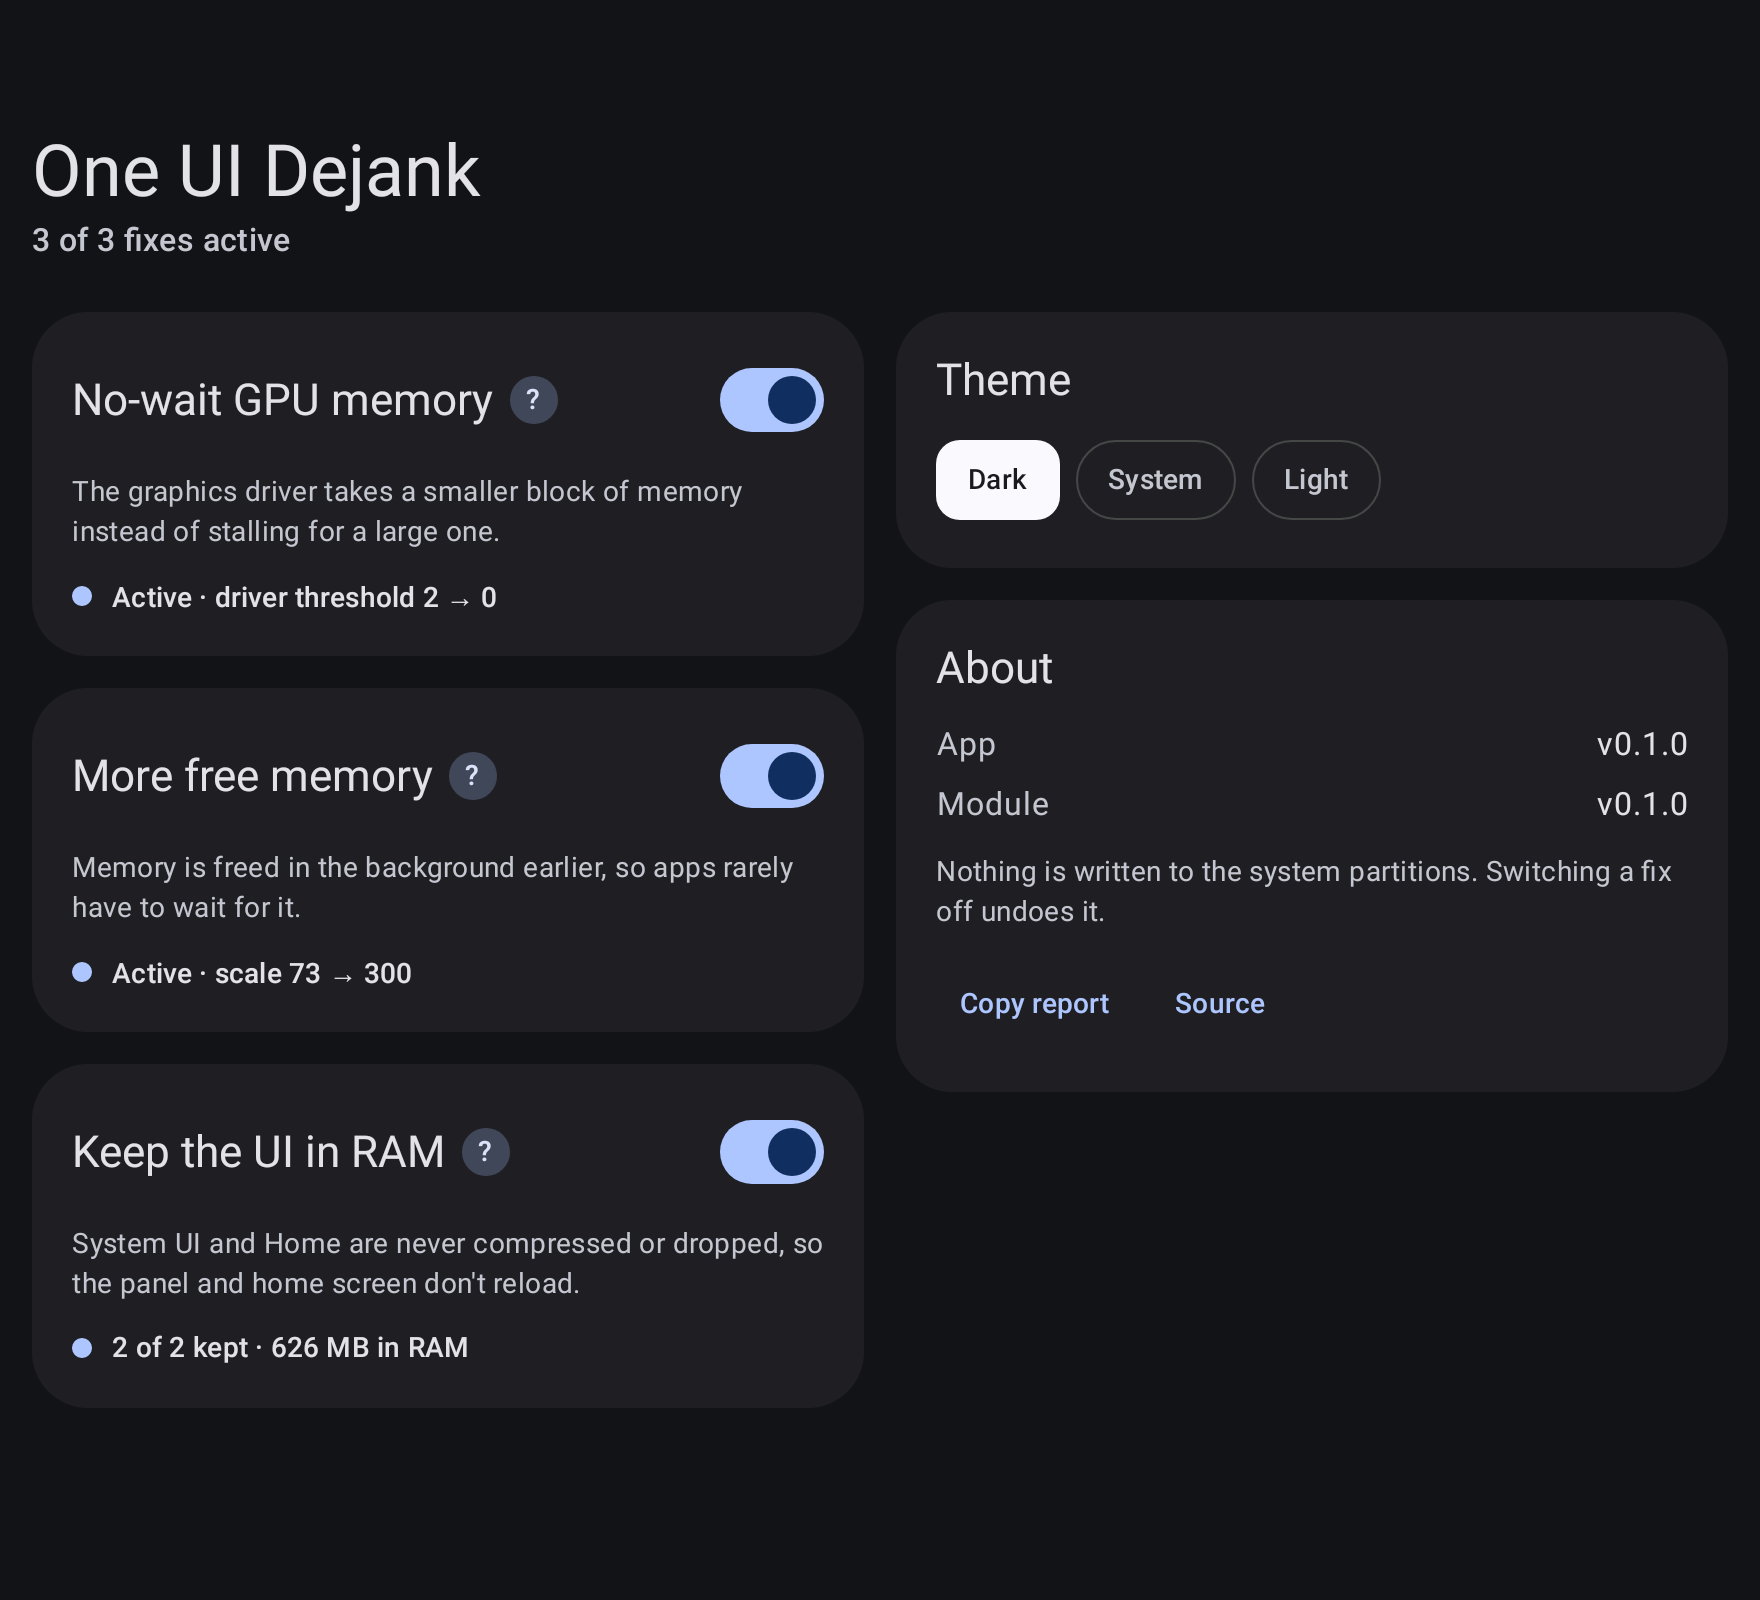 One UI Dejank
3 of 3 fixes active
No-wait GPU memory ?
The graphics driver takes a smaller block of memory
instead of stalling for a large one.
Active · driver threshold 2 → 0
More free memory ?
Memory is freed in the background earlier, so apps rarely
have to wait for it.
Active · scale 73 → 300
Keep the UI in RAM ?
System UI and Home are never compressed or dropped, so
the panel and home screen don't reload.
2 of 2 kept · 626 MB in RAM
Theme
Dark System Light
About
App v0.1.0
Module v0.1.0
Nothing is written to the system partitions. Switching a fix
off undoes it.
Copy report Source